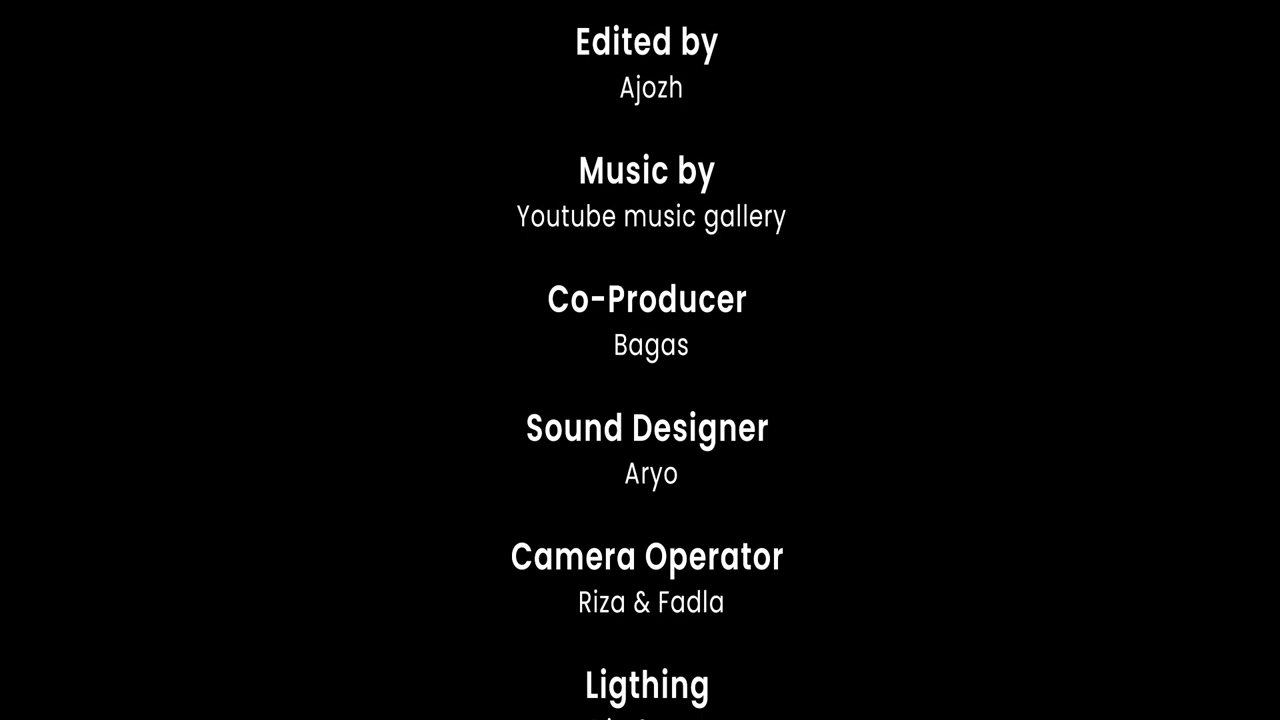 Edited by
Ajozh
Music by
Youtube music gallery
Co-Producer
Bagas
Sound Designer
Aryo
Camera Operator
Riza & Fadla
Ligthing